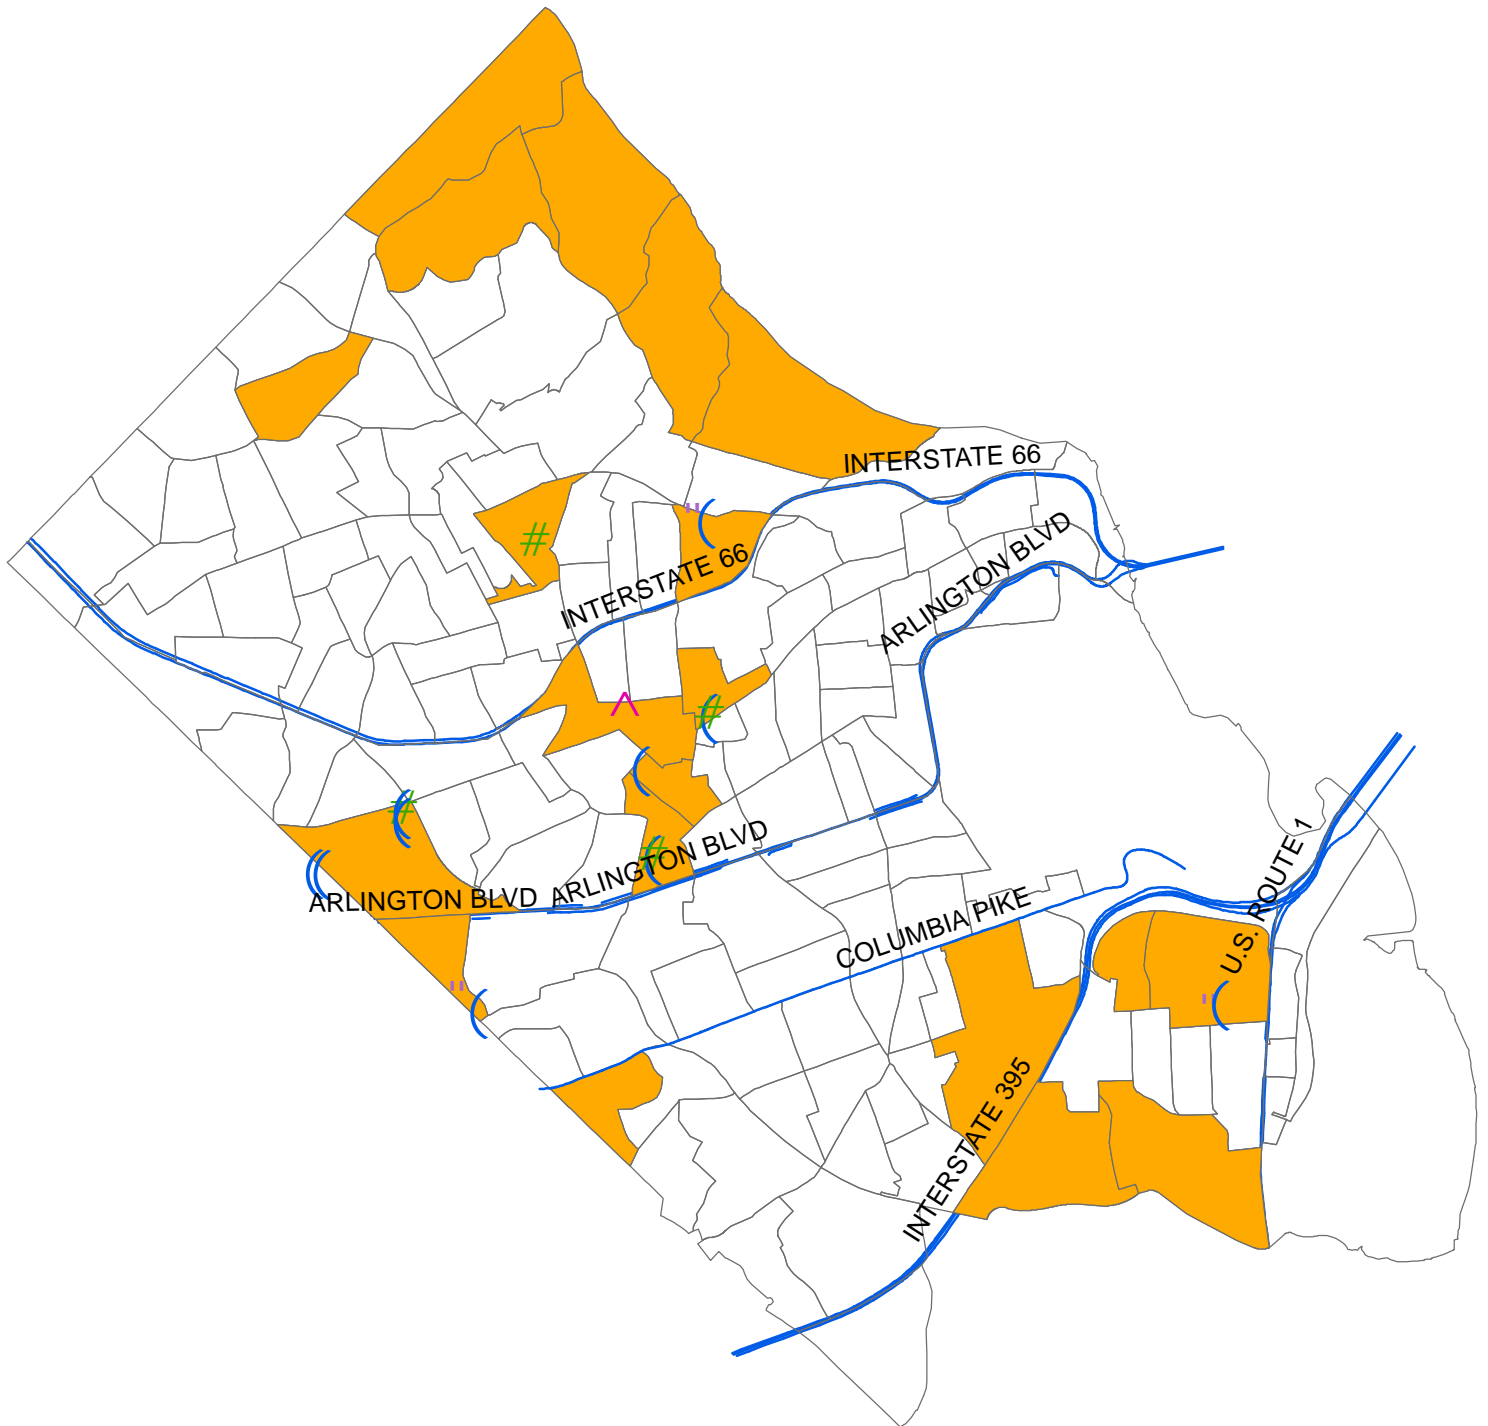 INTERSTATE 66
"
(
#
ARLINGTON BLVD
INTERSTATE 66
^
#
(
(
#
(
(
#
(
ARLINGTON BLVD
U.S. ROUTE 1
(
(
ARLINGTON BLVD
COLUMBIA PIKE
"
(
"
(
INTERSTATE 395